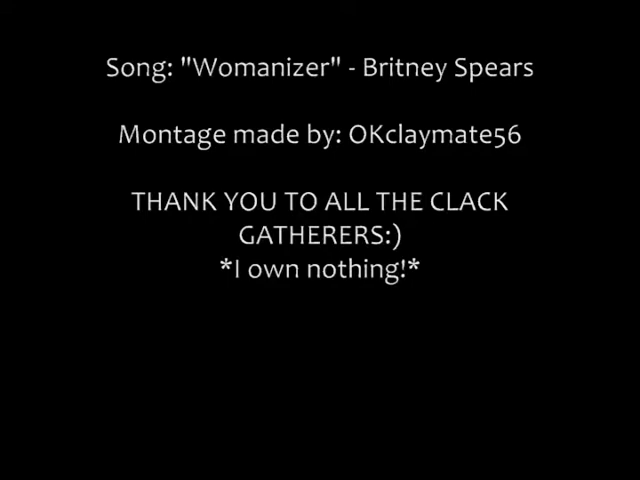 Song: "Womanizer" - Britney Spears
Montage made by: OKclaymate56
THANK YOU TO ALL THE CLACK
GATHERERS:)
*I own nothing!*